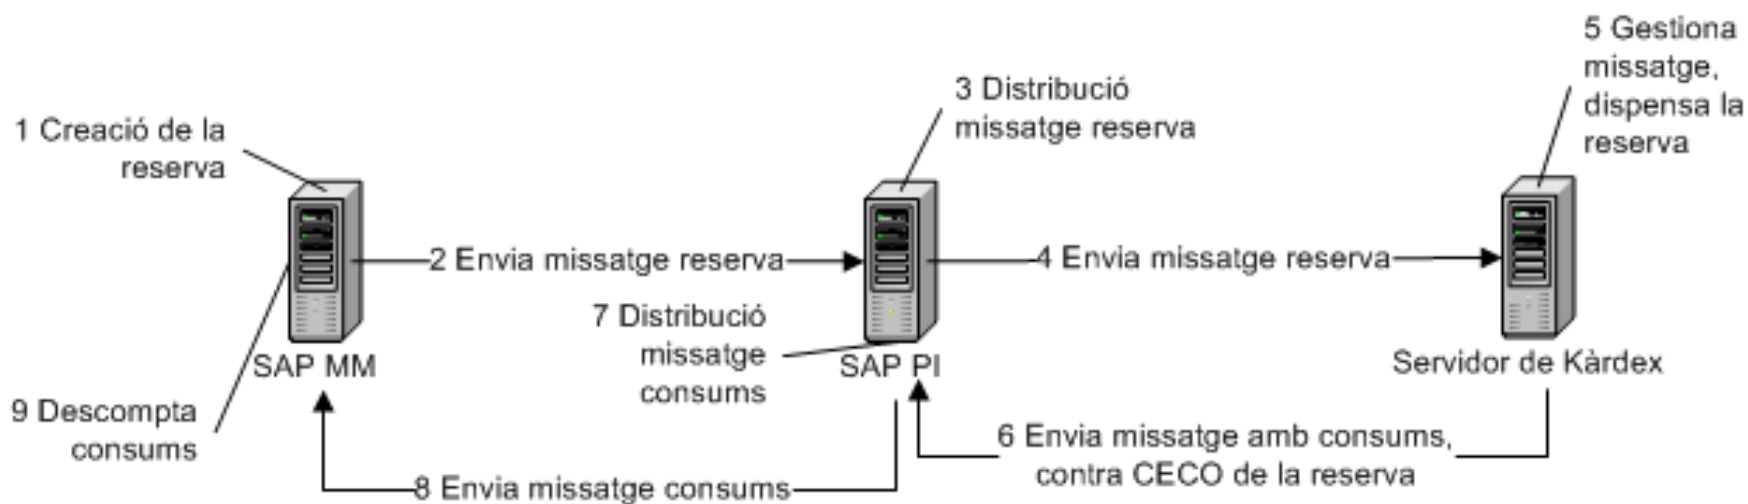 1 Creació de la
reserva
3 Distribució
missatge reserva
5 Gestiona
missatge,
dispensa la
reserva
2 Envia missatge reserva
4 Envia missatge reserva
7 Distribució
missatge
consums
SAP MM
SAP PI
Servidor de Kàrdex
9 Descompta
consums
6 Envia missatge amb consums,
contra CECO de la reserva
8 Envia missatge consums